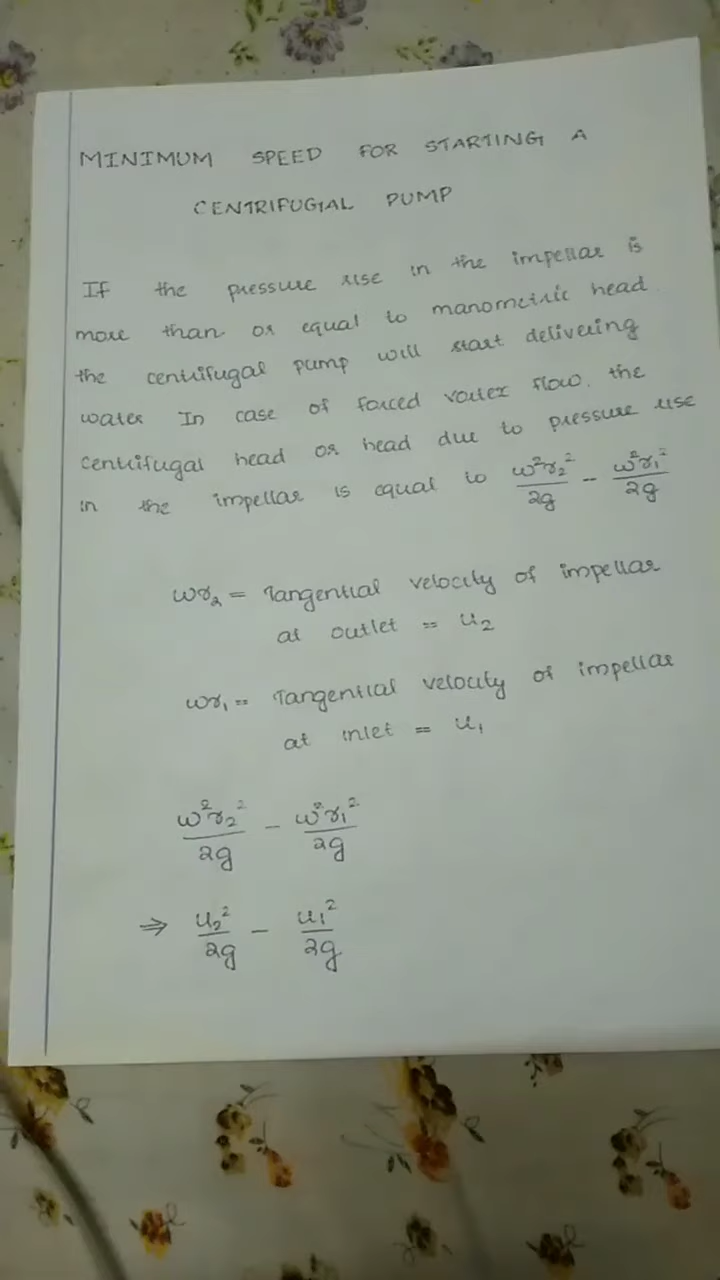 MINIMUM SPEED FOR STARTING A
CENTRIFUGAL PUMP
If the pressure rise in the impellar is
more than or equal to manometric head
the centrifugal pump will start delivering
water In case of forced vortex flow. the
centrifugal head or head due to pressure rise
in the impellar is equal to ω²r₂²/2g - ω²r₁²/2g
ωr₂ = Tangential velocity of impellar
at outlet = u₂
ωr₁ = Tangential velocity of impellar
at inlet = u₁
ω²r₂²/2g - ω²r₁²/2g
⇒ u₂²/2g - u₁²/2g